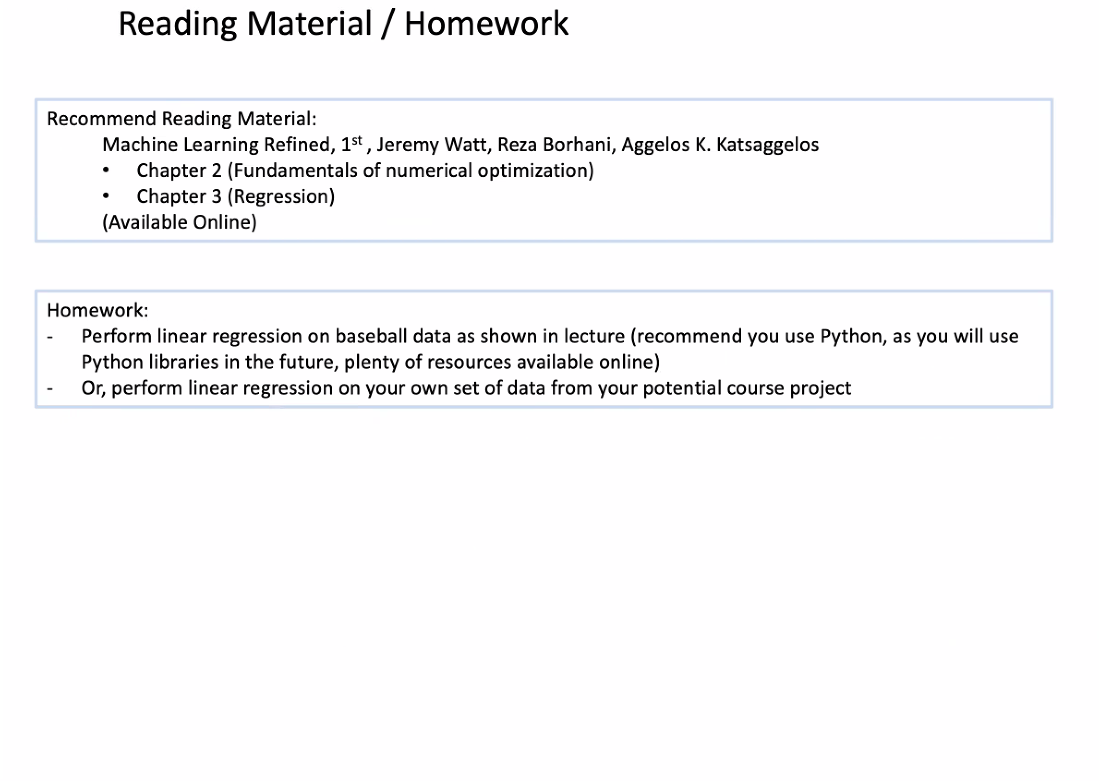 Reading Material / Homework
Recommend Reading Material:
Machine Learning Refined, 1st , Jeremy Watt, Reza Borhani, Aggelos K. Katsaggelos
• Chapter 2 (Fundamentals of numerical optimization)
• Chapter 3 (Regression)
(Available Online)
Homework:
- Perform linear regression on baseball data as shown in lecture (recommend you use Python, as you will use
Python libraries in the future, plenty of resources available online)
- Or, perform linear regression on your own set of data from your potential course project